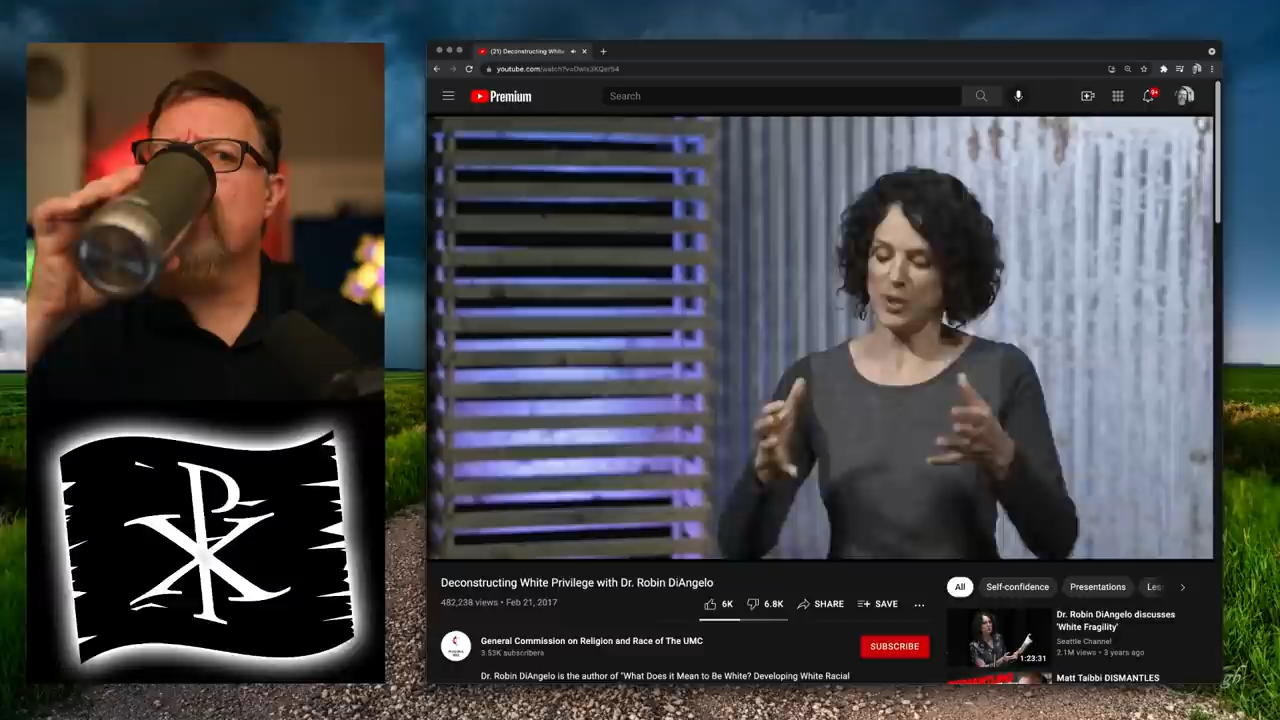 (21) Deconstructing White
youtube.com/watch?v=DwIx3KQer54
Premium
Search
9+
Deconstructing White Privilege with Dr. Robin DiAngelo
482,238 views • Feb 21, 2017
6K
6.8K
SHARE
SAVE
All
Self-confidence
Presentations
Les
General Commission on Religion and Race of The UMC
3.53K subscribers
SUBSCRIBE
Dr. Robin DiAngelo is the author of "What Does it Mean to Be White? Developing White Racial
Dr. Robin DiAngelo discusses
'White Fragility'
Seattle Channel
2.1M views • 3 years ago
1:23:31
Matt Taibbi DISMANTLES